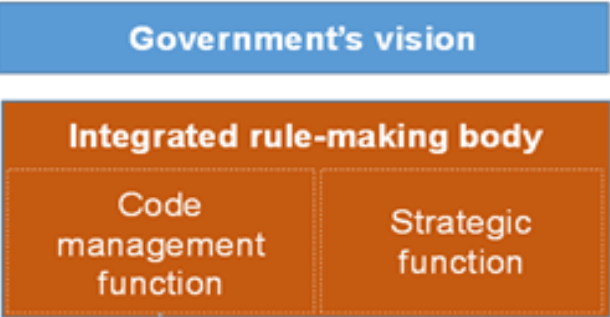 Government's vision
Integrated rule-making body
Code
management
function
Strategic
function